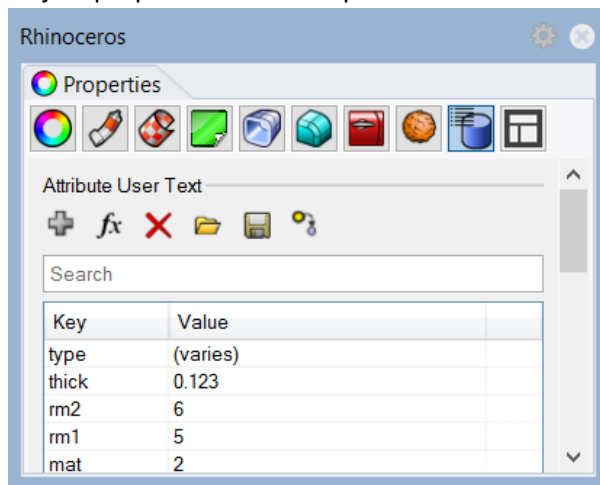 Rhinoceros
Properties
Attribute User Text
fx
Search
Key Value
type (varies)
thick 0.123
rm2 6
rm1 5
mat 2